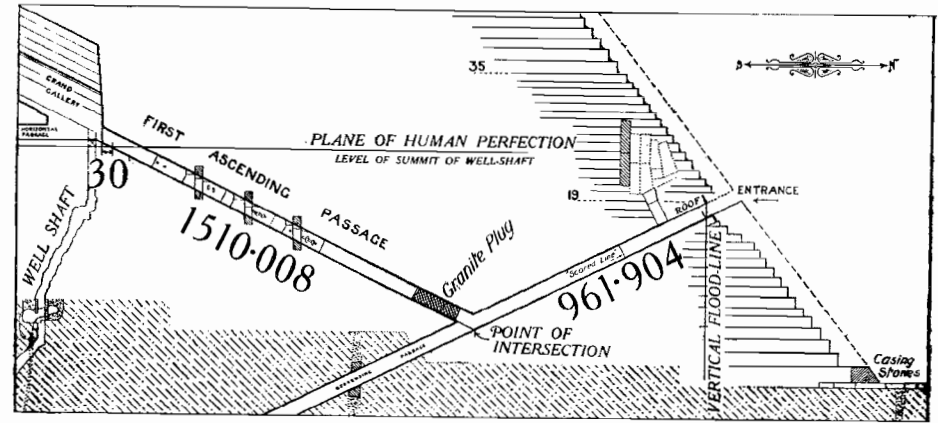 35
S N
GRAND
GALLERY
FIRST
PLANE OF HUMAN PERFECTION
HORIZONTAL
PASSAGE
LEVEL OF SUMMIT OF WELL-SHAFT
30
ASCENDING
19
ENTRANCE
ROOF
WELL SHAFT
1510·008
PASSAGE
Granite Plug
Scored Line
961·904
VERTICAL FLOOD-LINE
POINT OF
INTERSECTION
DESCENDING PASSAGE
Casing
Stones